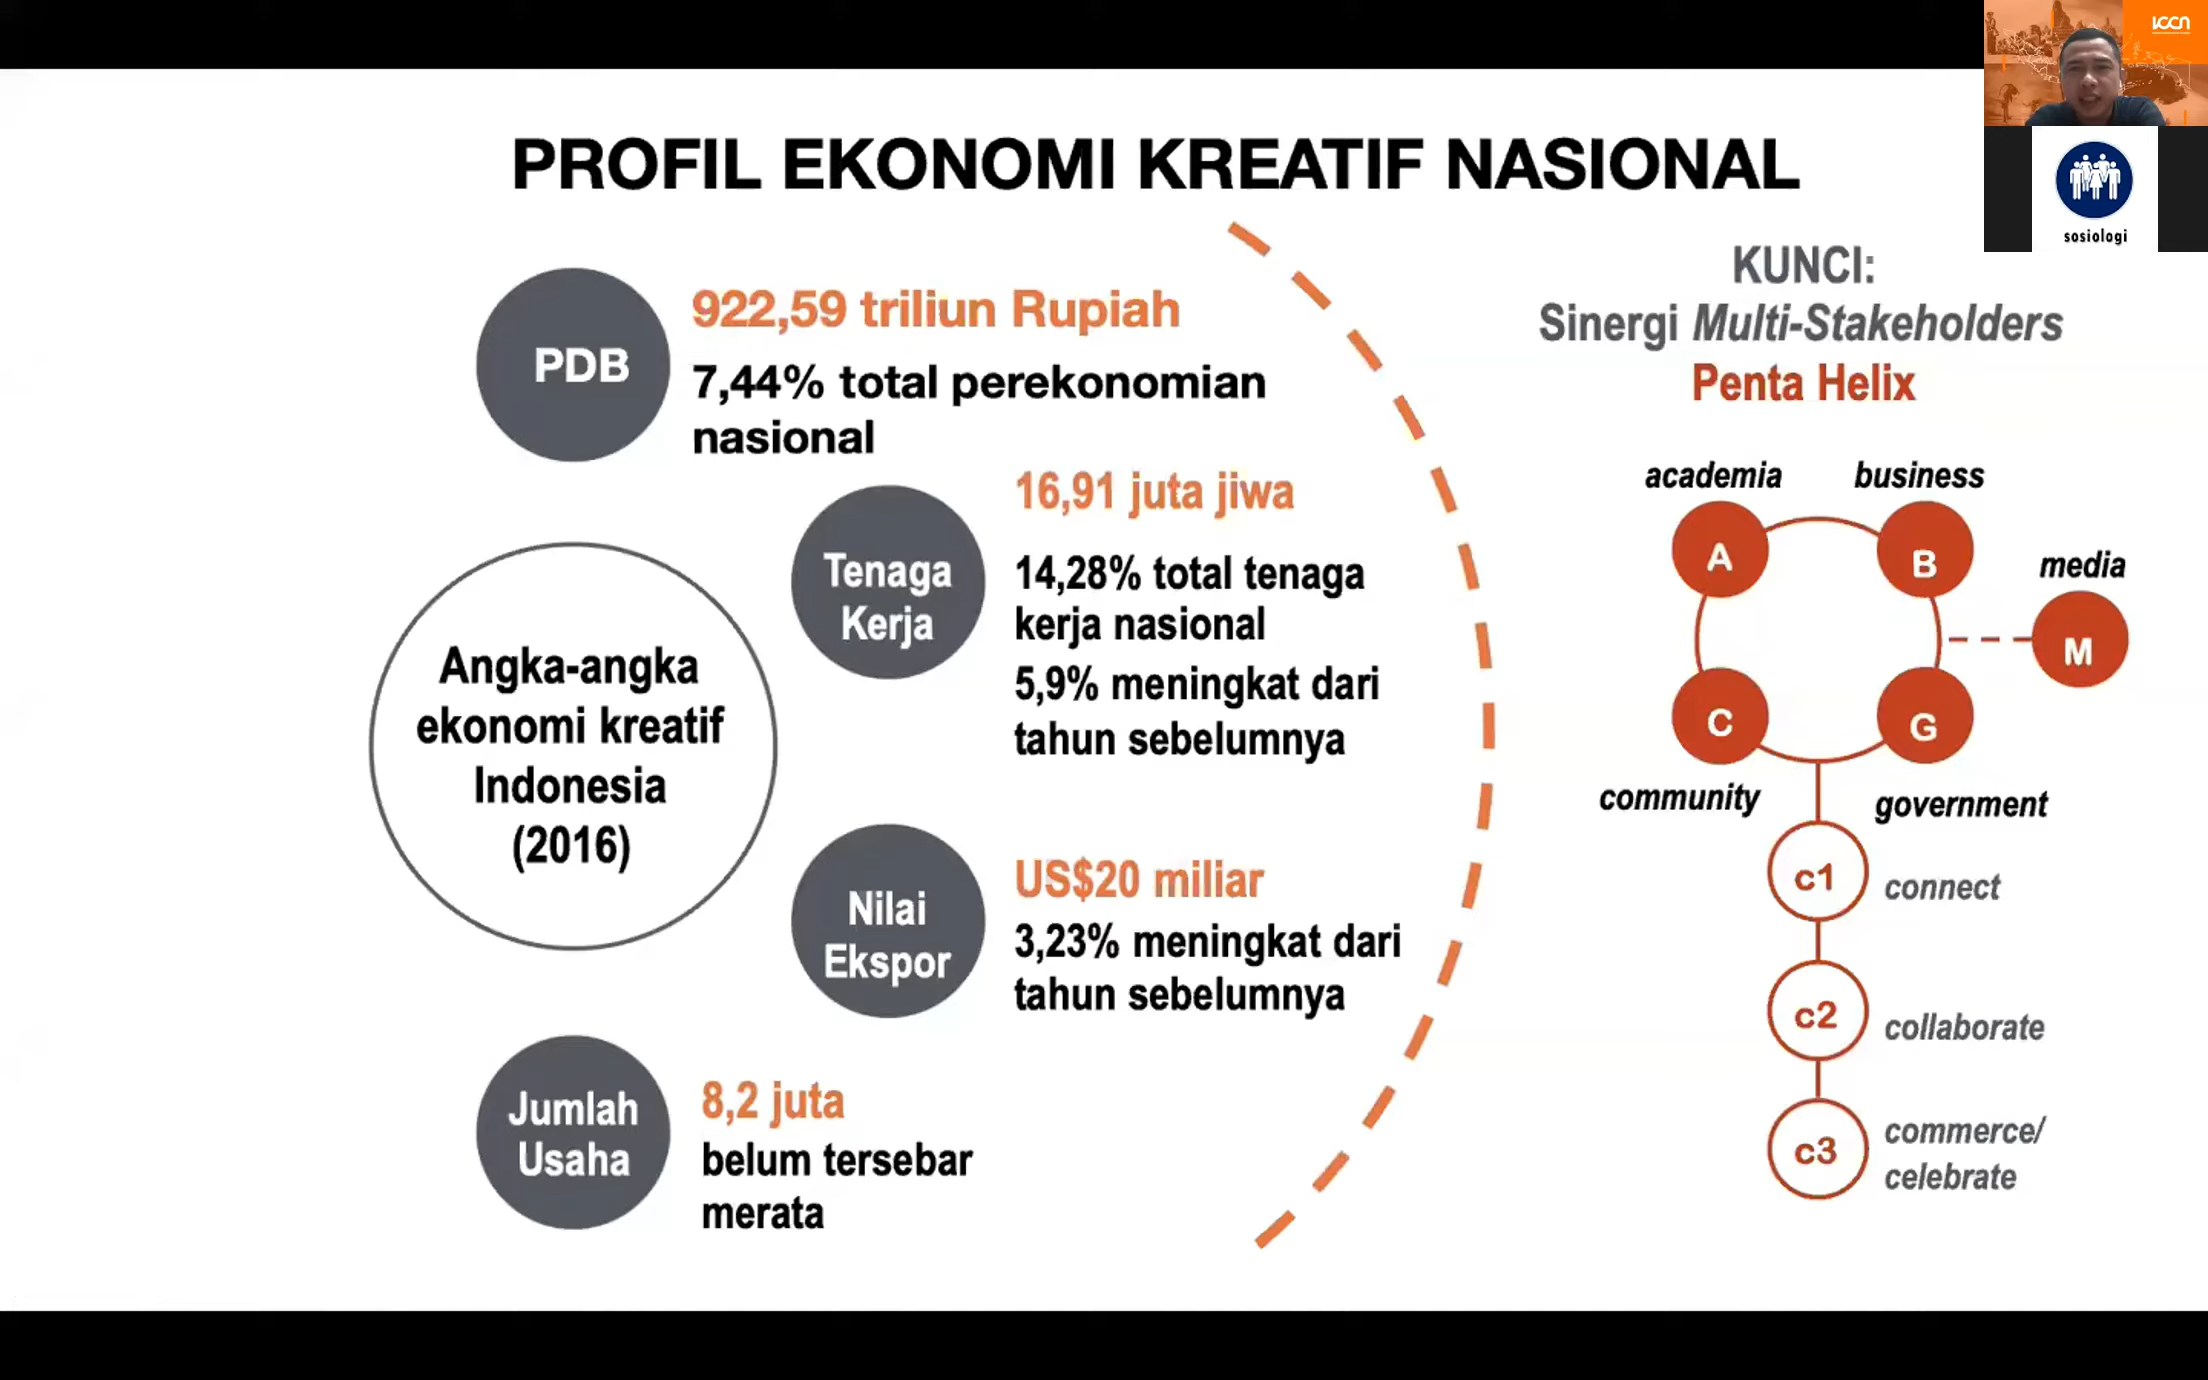 ICCN
sosiologi
PROFIL EKONOMI KREATIF NASIONAL
PDB
922,59 triliun Rupiah
7,44% total perekonomian
nasional
Tenaga
Kerja
16,91 juta jiwa
14,28% total tenaga
kerja nasional
5,9% meningkat dari
tahun sebelumnya
Angka-angka
ekonomi kreatif
Indonesia
(2016)
Nilai
Ekspor
US$20 miliar
3,23% meningkat dari
tahun sebelumnya
Jumlah
Usaha
8,2 juta
belum tersebar
merata
KUNCI:
Sinergi Multi-Stakeholders
Penta Helix
academia
business
A
B
media
M
C
G
community
government
c1
connect
c2
collaborate
c3
commerce/
celebrate